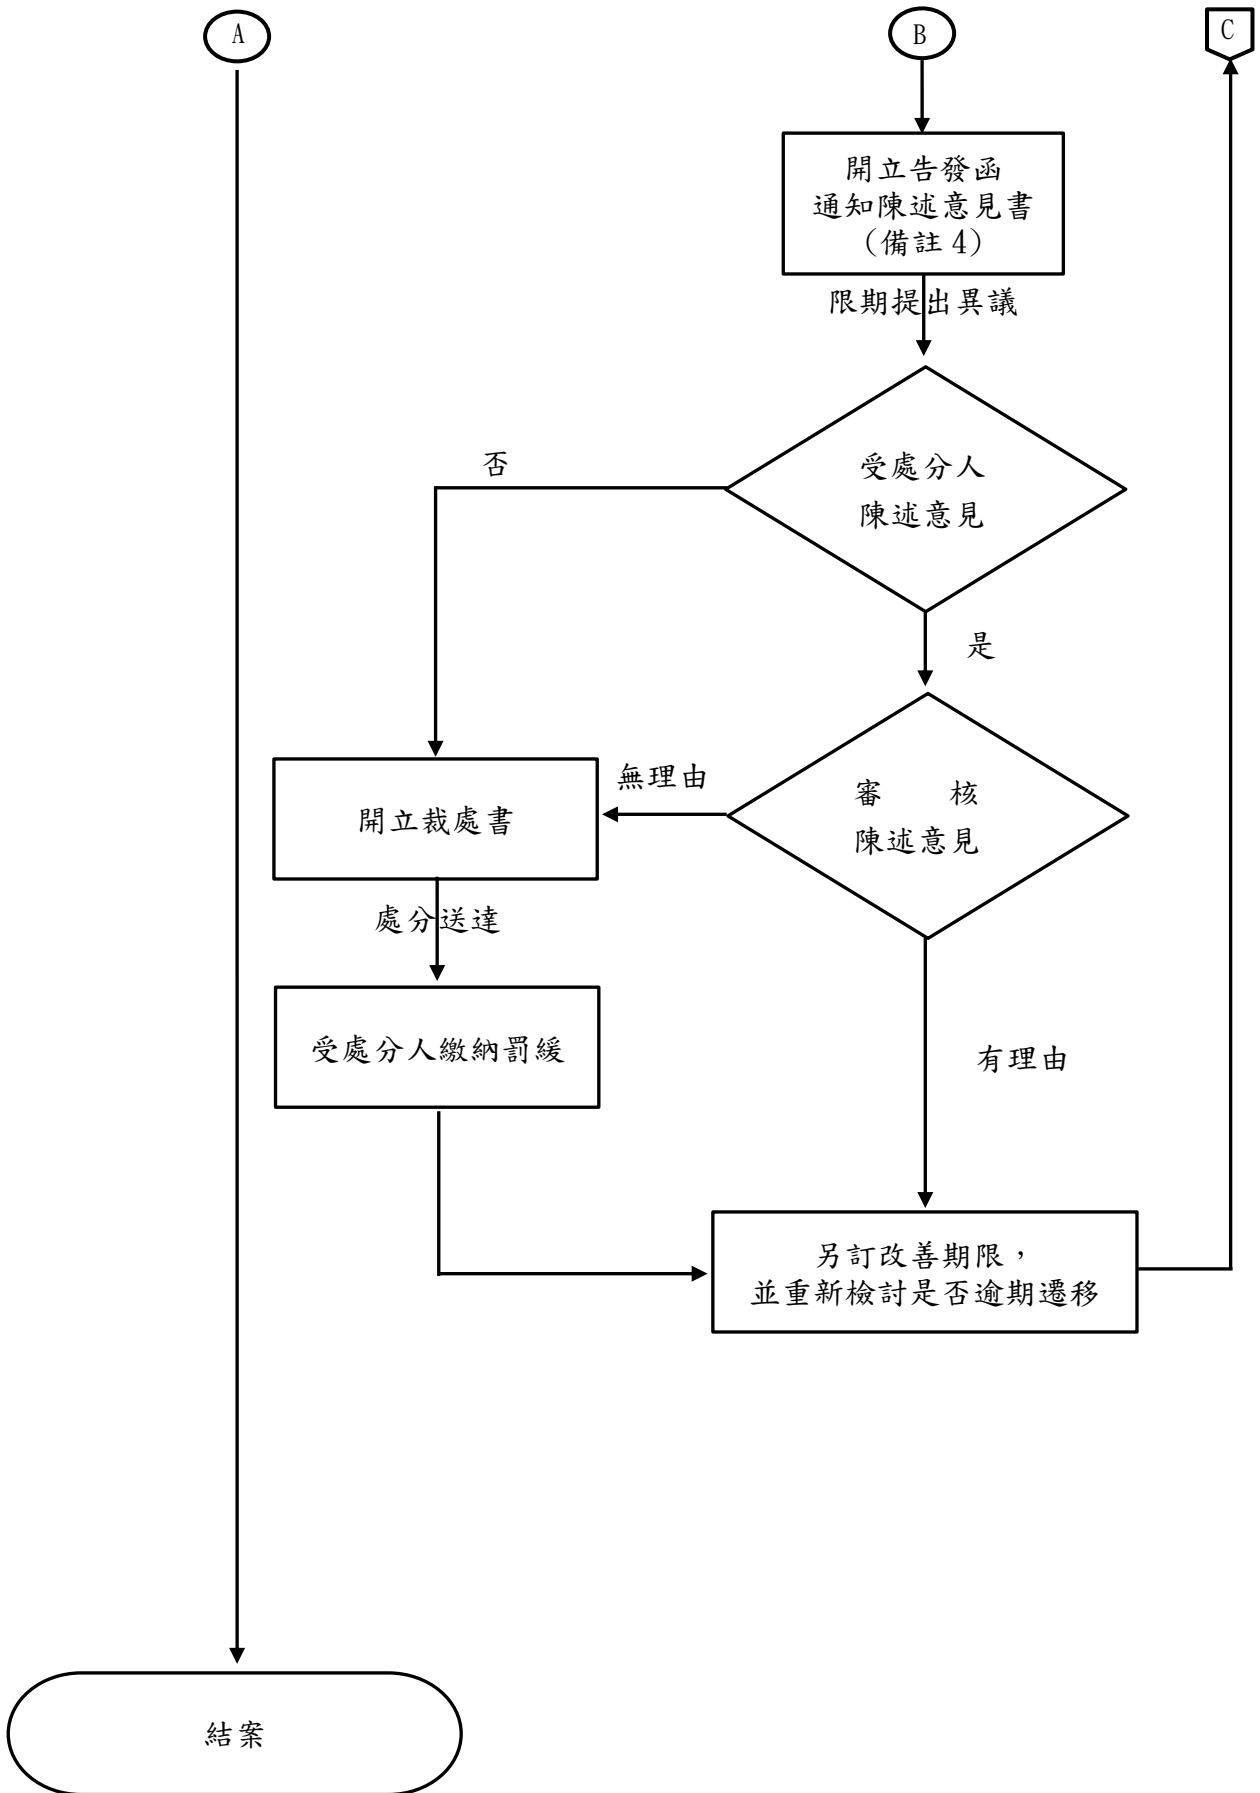 A
B
C
開立告發函
通知陳述意見書
(備註 4)
限期提出異議
受處分人
陳述意見
否
是
審 核
陳述意見
無理由
開立裁處書
處分送達
受處分人繳納罰緩
有理由
另訂改善期限，
並重新檢討是否逾期遷移
結案